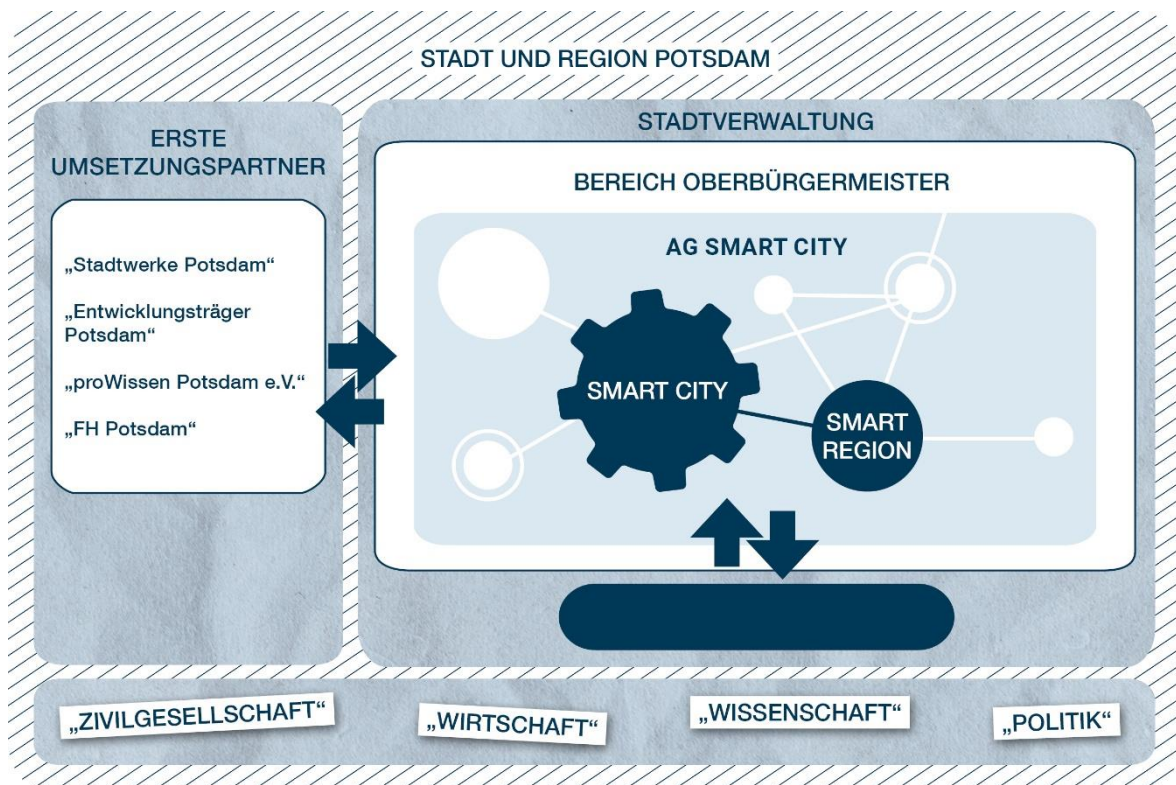 STADT UND REGION POTSDAM
ERSTE
UMSETZUNGSPARTNER
„Stadtwerke Potsdam“
„Entwicklungsträger
Potsdam“
„proWissen Potsdam e.V.“
„FH Potsdam“
STADTVERWALTUNG
BEREICH OBERBÜRGERMEISTER
AG SMART CITY
SMART CITY
SMART
REGION
„ZIVILGESELLSCHAFT“
„WIRTSCHAFT“
„WISSENSCHAFT“
„POLITIK“